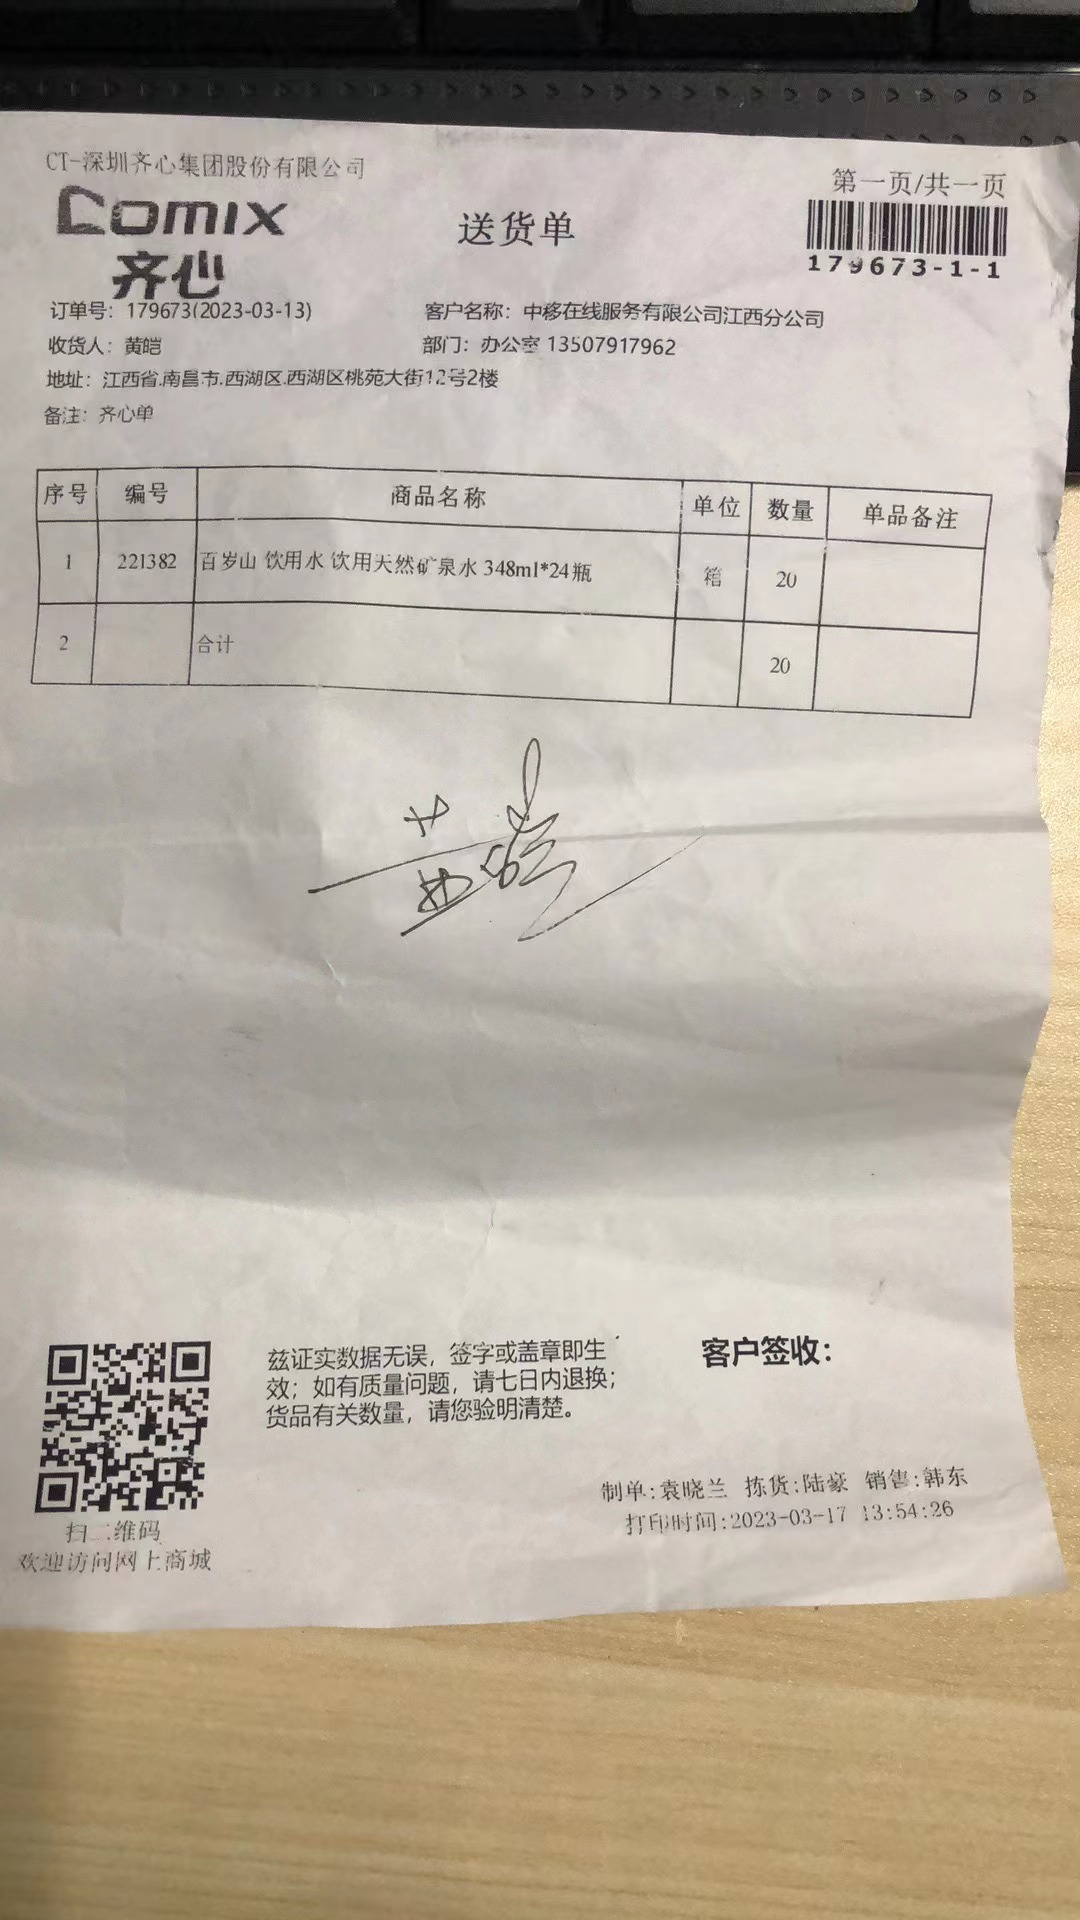 CT-深圳齐心集团股份有限公司
第一页/共一页
comix
齐心
送货单
179673-1-1
订单号：179673(2023-03-13)
客户名称：中移在线服务有限公司江西分公司
收货人：黄皑
部门：办公室 13507917962
地址：江西省.南昌市.西湖区.西湖区桃苑大街12号2楼
备注：齐心单
序号 编号 商品名称 单位 数量 单品备注
1 221382 百岁山 饮用水 饮用天然矿泉水 348ml*24瓶 箱 20
2 合计 20
黄皑
兹证实数据无误，签字或盖章即生
效；如有质量问题，请七日内退换；
货品有关数量，请您验明清楚。
客户签收：
制单:袁晓兰 拣货:陆豪 销售:韩东
打印时间:2023-03-17 13:54:26
扫二维码
欢迎访问网上商城